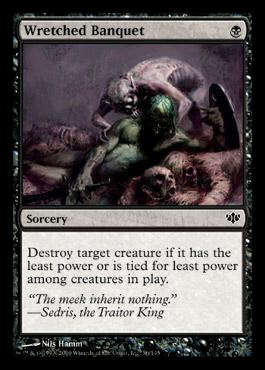 Wretched Banquet
Sorcery
Destroy target creature if it has the
least power or is tied for least power
among creatures in play.
"The meek inherit nothing."
—Sedris, the Traitor King
Nils Hamm